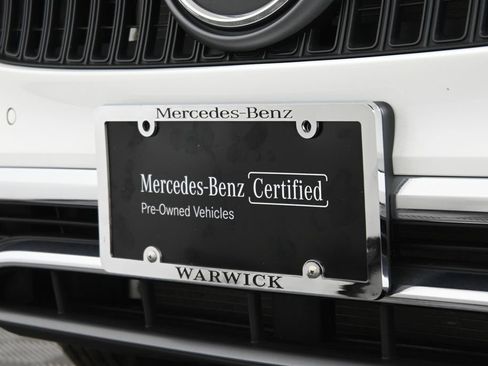 Mercedes-Benz
Mercedes-Benz Certified
Pre-Owned Vehicles
WARWICK